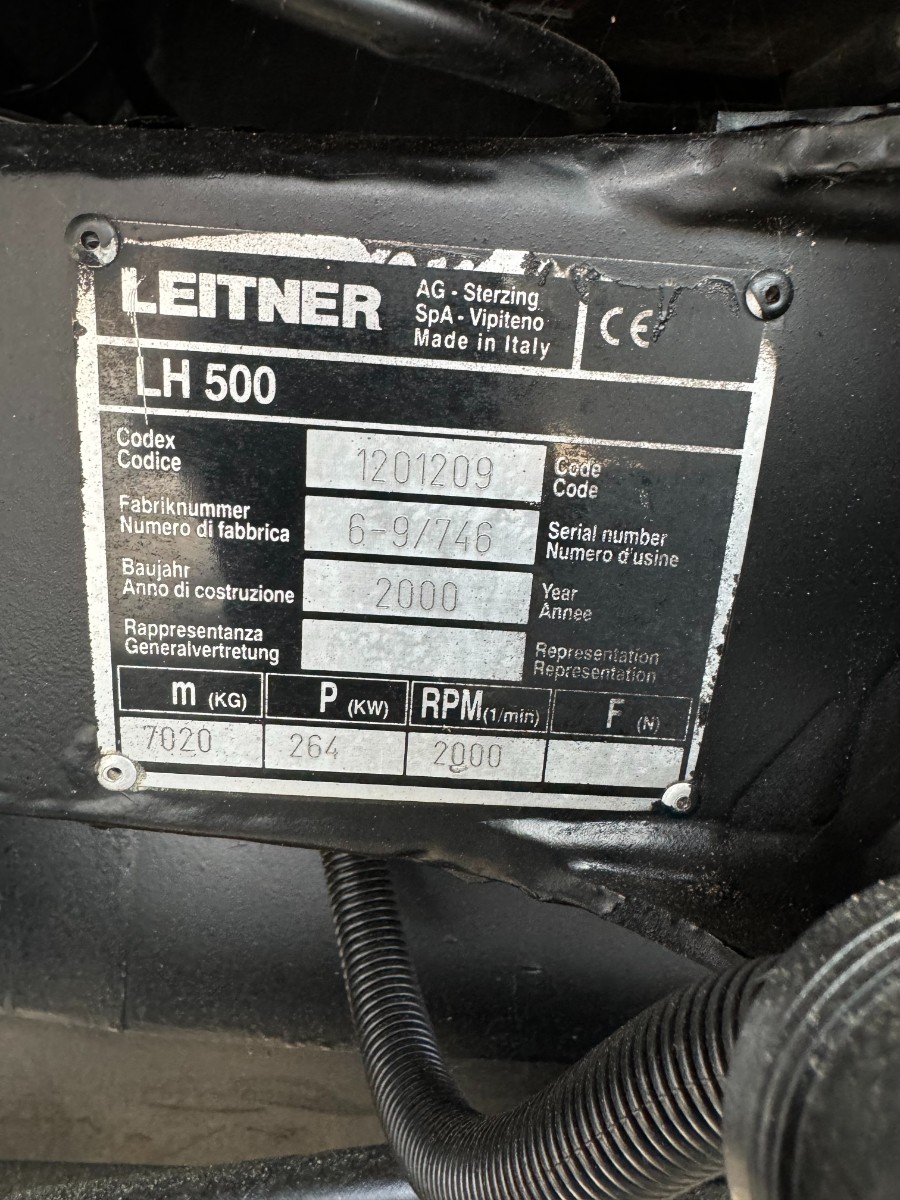 LEITNER
AG - Sterzing
SpA - Vipiteno
Made in Italy
CE
LH 500
Codex
Codice
1201209
Code
Code
Fabriknummer
Numero di fabbrica
6-9/746
Serial number
Numero d'usine
Baujahr
Anno di costruzione
2000
Year
Annee
Rappresentanza
Generalvertretung
Representation
Representation
m (KG)
P (KW)
RPM (1/min)
F (N)
7020
264
2000